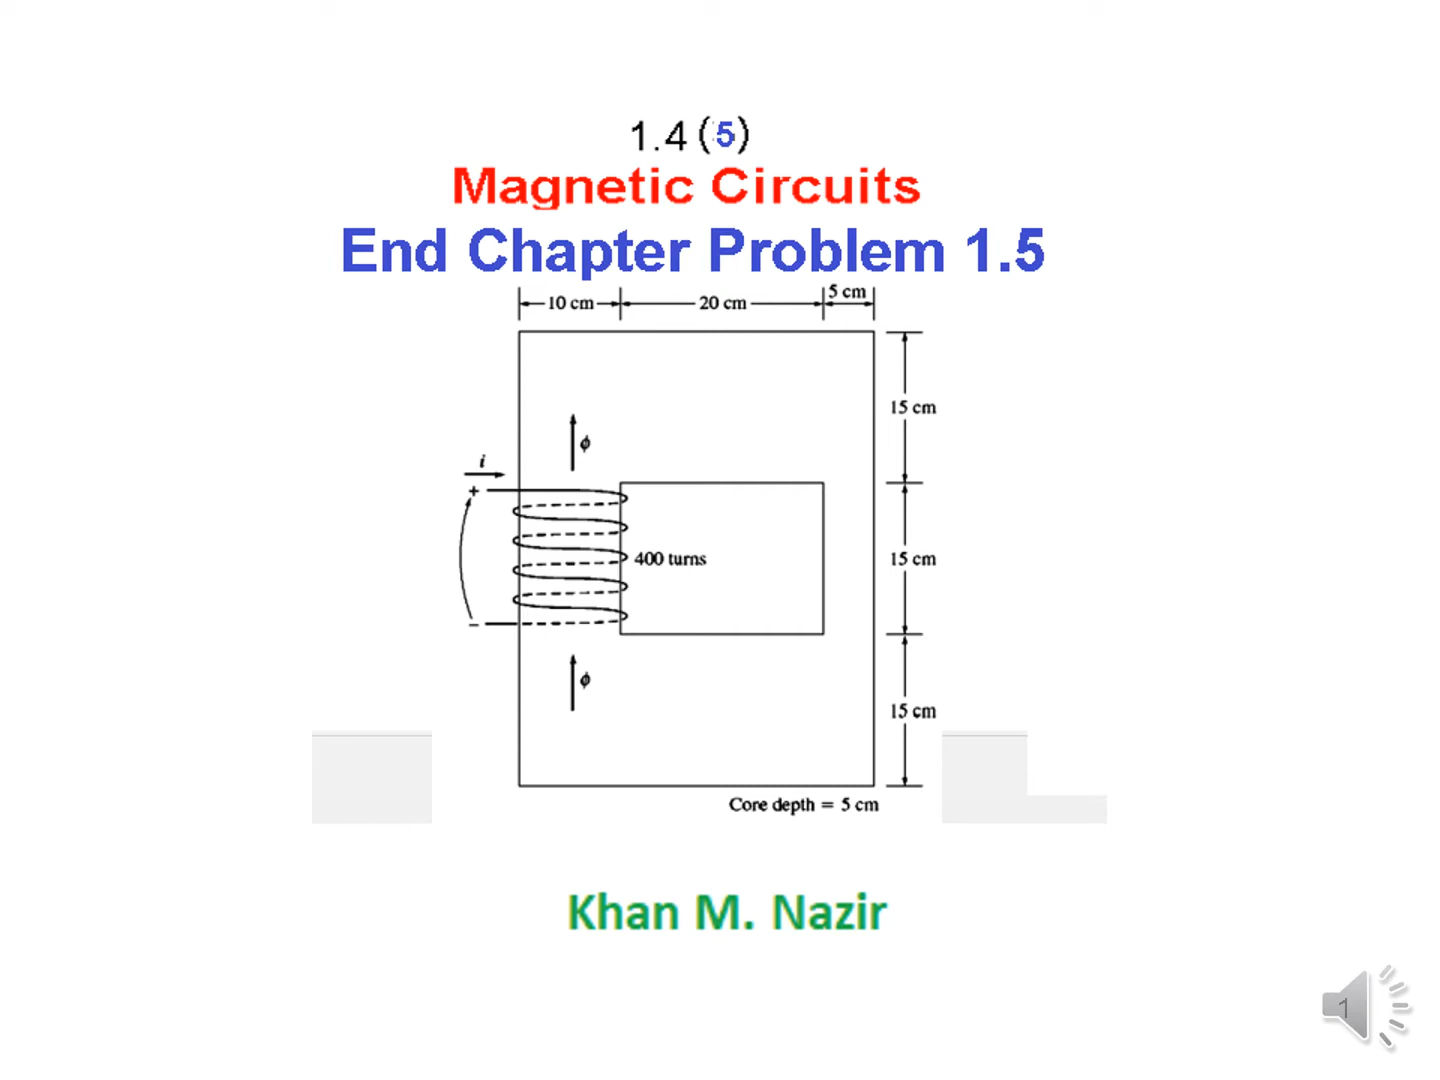 1.4 (5)
Magnetic Circuits
End Chapter Problem 1.5
10 cm 20 cm 5 cm
15 cm
ϕ
i
+
400 turns
15 cm
–
ϕ
15 cm
Core depth = 5 cm
Khan M. Nazir
1